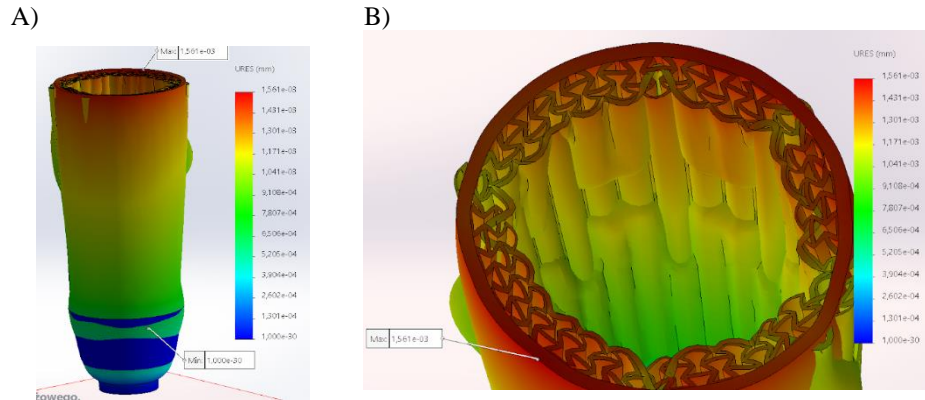 A)
B)
Max: 1,561e-03
URES (mm)
1,561e-03
1,431e-03
1,301e-03
1,171e-03
1,041e-03
9,108e-04
7,807e-04
6,506e-04
5,205e-04
3,904e-04
2,602e-04
1,301e-04
1,000e-30
Min: 1,000e-30
rowego.
URES (mm)
1,561e-03
1,431e-03
1,301e-03
1,171e-03
1,041e-03
9,108e-04
7,807e-04
6,506e-04
5,205e-04
3,904e-04
2,602e-04
1,301e-04
1,000e-30
Max: 1,561e-03